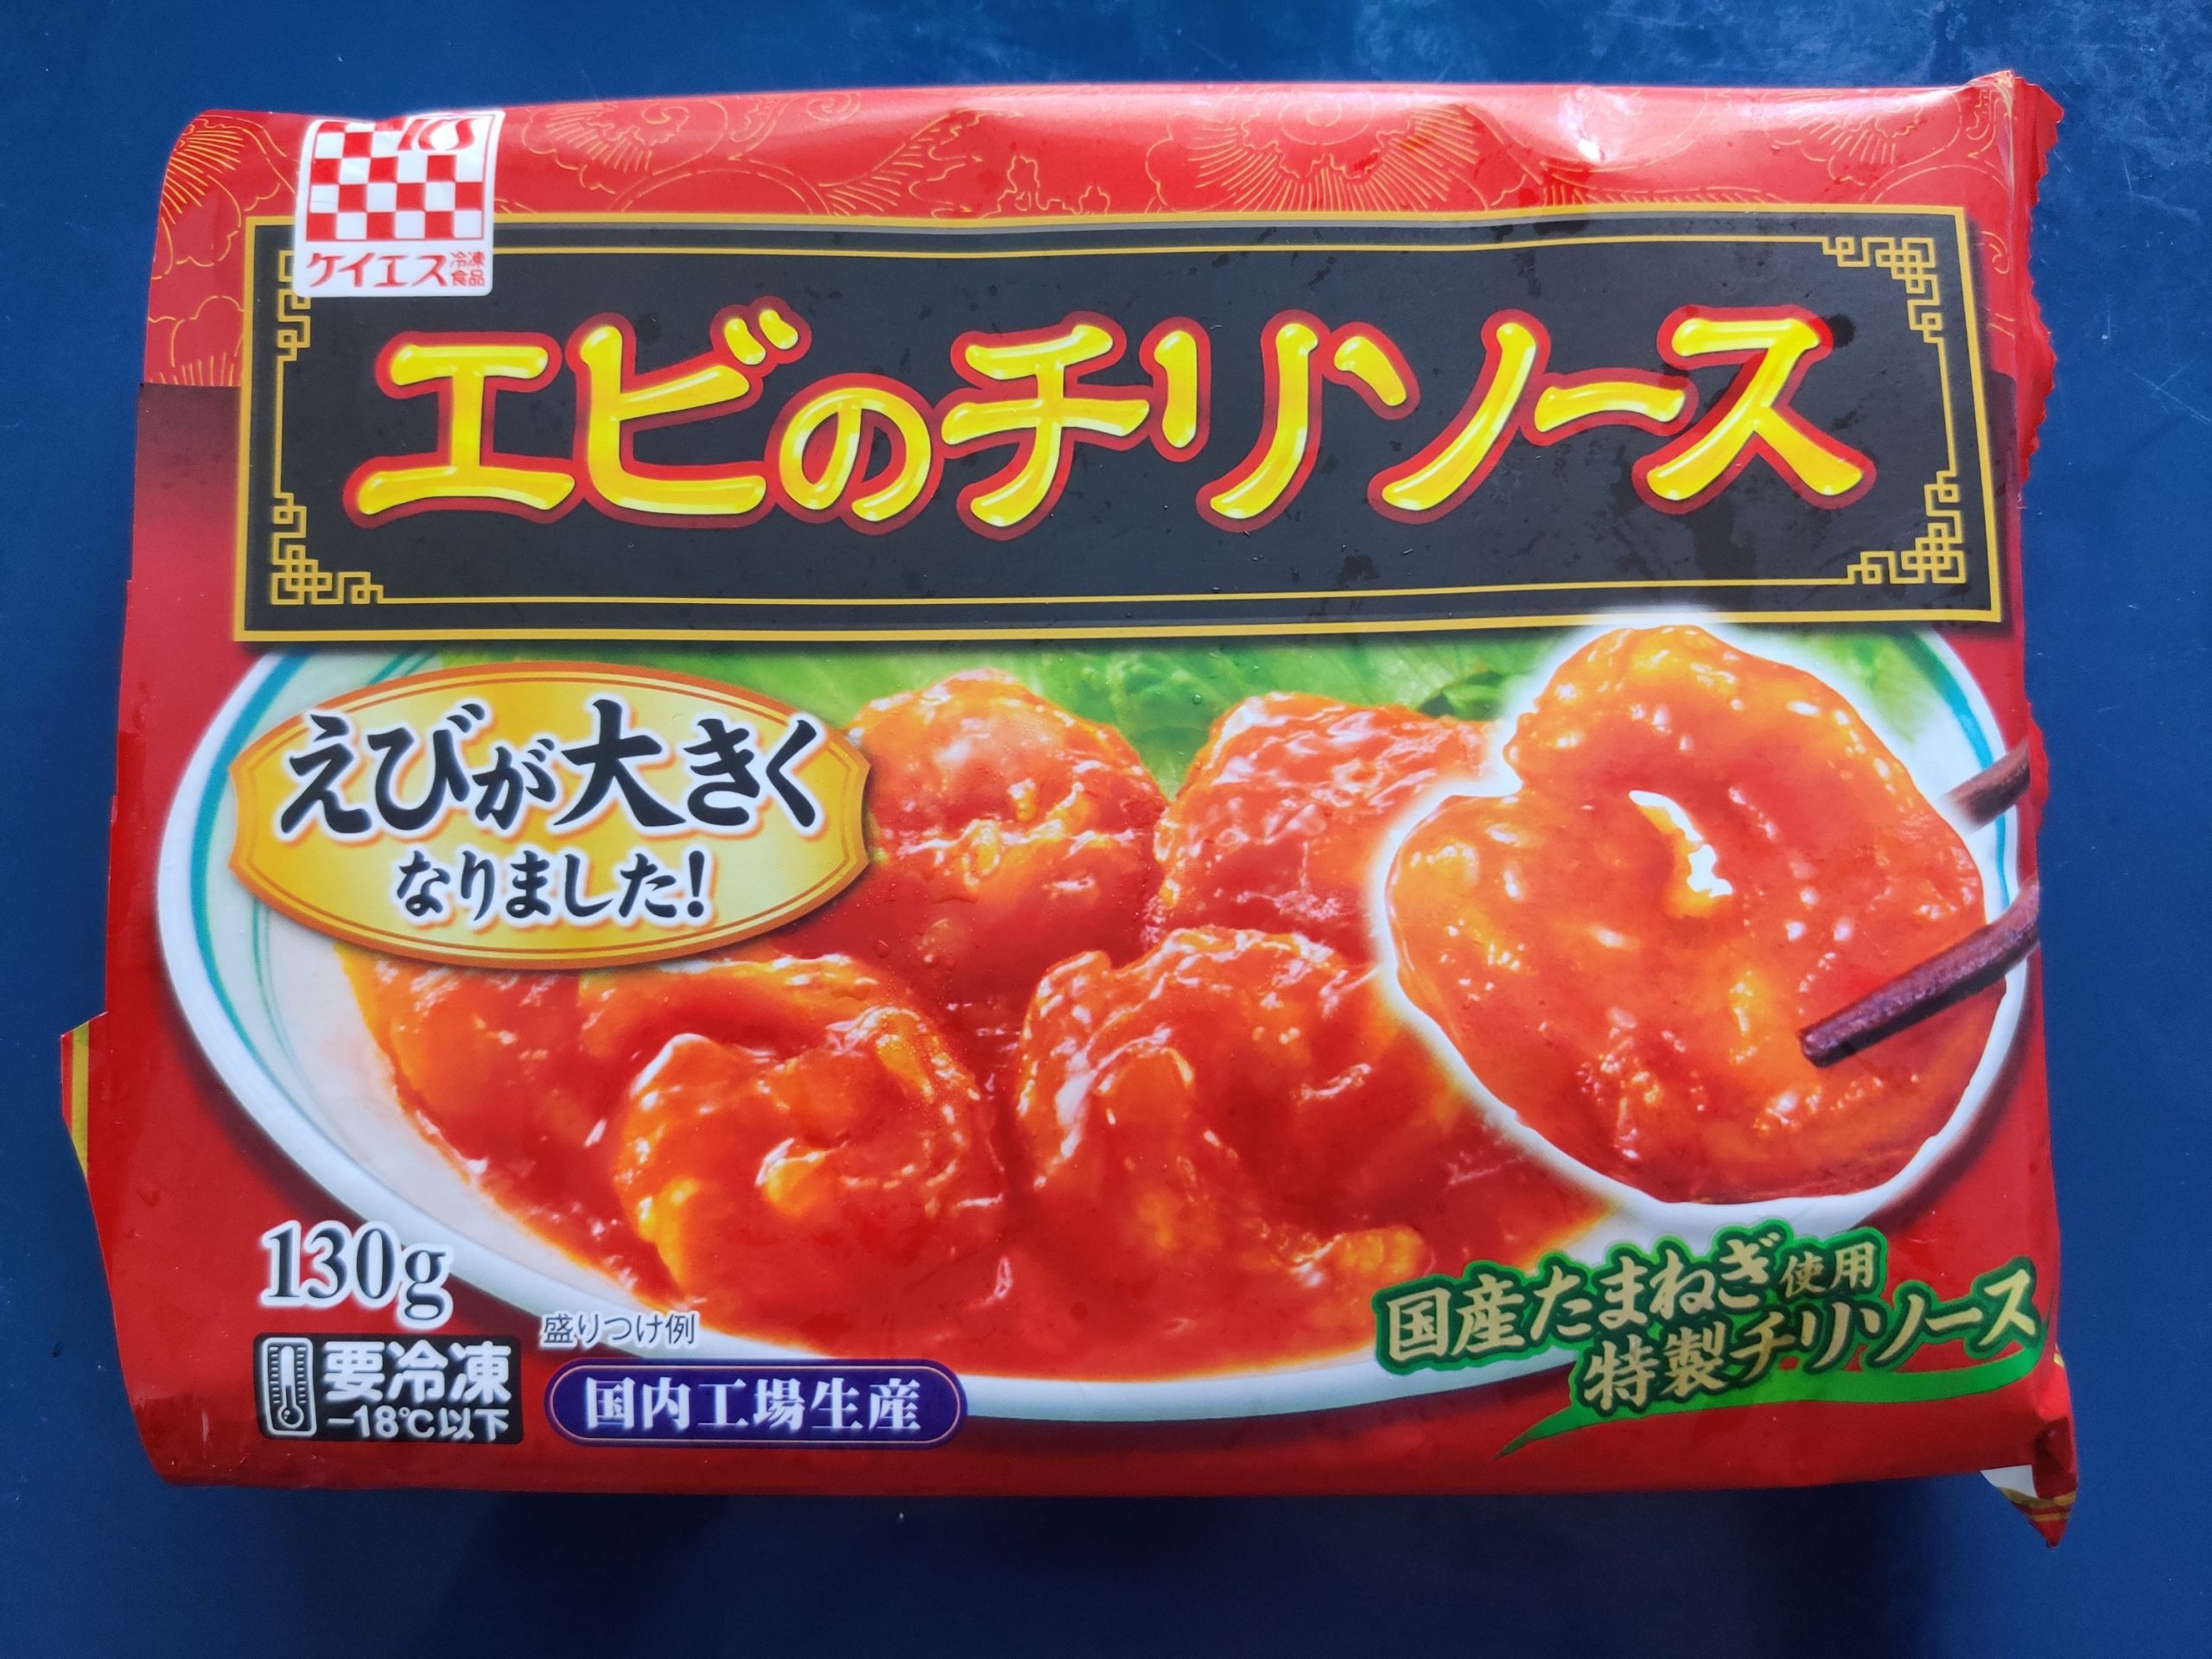 KS
ケイエス冷凍食品
エビのチリソース
えびが大きく
なりました!
130g
盛りつけ例
要冷凍
-18℃以下
国内工場生産
国産たまねぎ使用
特製チリソース